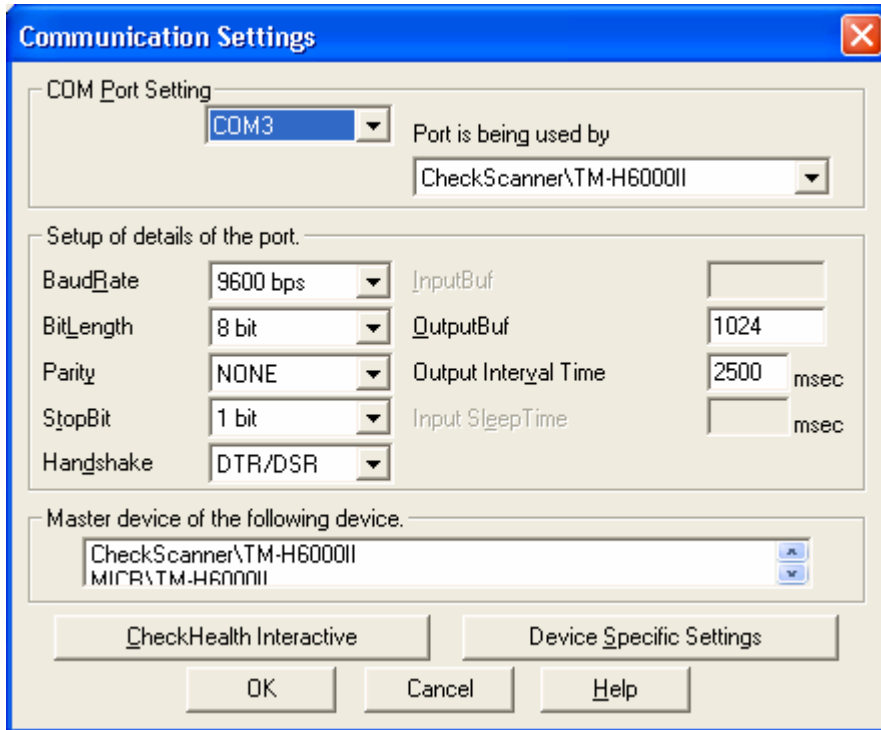 Communication Settings
COM Port Setting
COM3
Port is being used by
CheckScanner\TM-H6000II
Setup of details of the port.
BaudRate 9600 bps InputBuf
BitLength 8 bit OutputBuf 1024
Parity NONE Output Interval Time 2500 msec
StopBit 1 bit Input SleepTime msec
Handshake DTR/DSR
Master device of the following device.
CheckScanner\TM-H6000II
MICR\TM-H6000II
CheckHealth Interactive Device Specific Settings
OK Cancel Help